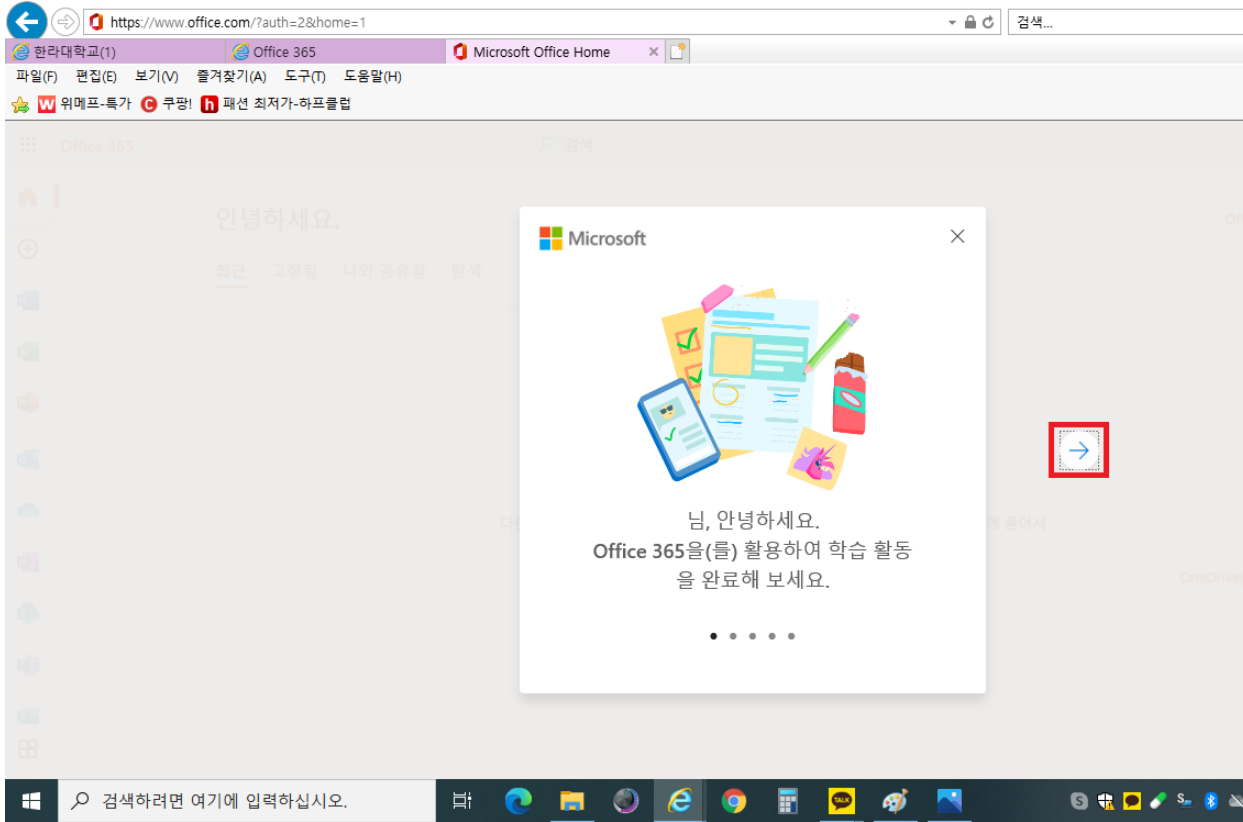 https://www.office.com/?auth=2&home=1
검색...
한라대학교(1)
Office 365
Microsoft Office Home
파일(F) 편집(E) 보기(V) 즐겨찾기(A) 도구(T) 도움말(H)
위메프-특가 쿠팡! 패션 최저가-하프클럽
Office 365
검색
안녕하세요.
최근 고정됨 나와 공유됨 탐색
Microsoft
님, 안녕하세요.
Office 365을(를) 활용하여 학습 활동
을 완료해 보세요.
OneDrive
검색하려면 여기에 입력하십시오.
TALK